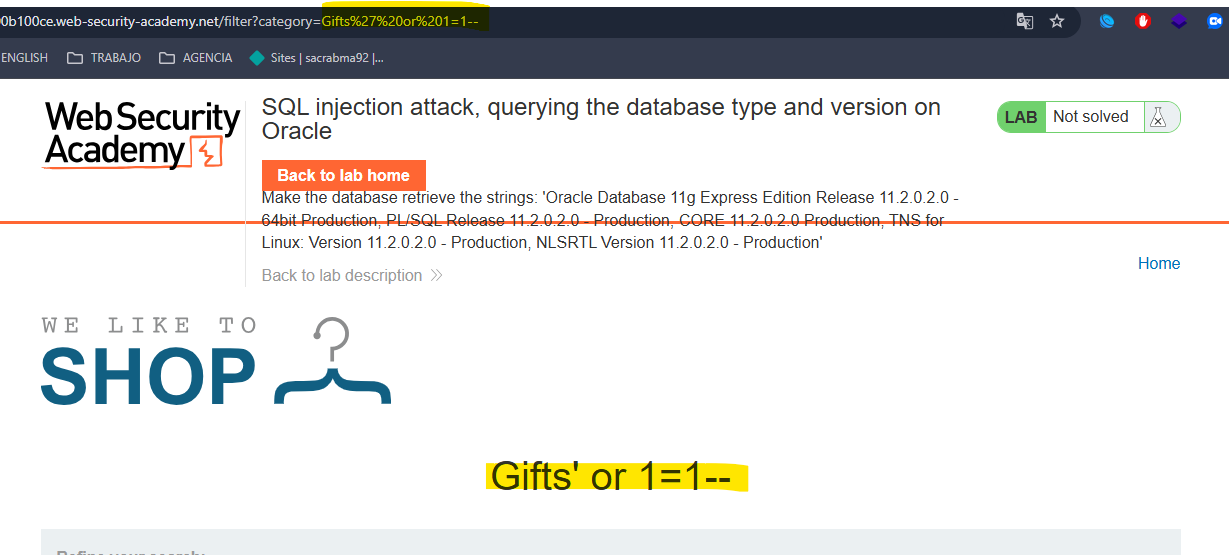 0b100ce.web-security-academy.net/filter?category=Gifts%27%20or%201=1--
ENGLISH TRABAJO AGENCIA Sites | sacrabma92 |...
Web Security
Academy
SQL injection attack, querying the database type and version on
Oracle
LAB Not solved
Back to lab home
Make the database retrieve the strings: 'Oracle Database 11g Express Edition Release 11.2.0.2.0 -
64bit Production, PL/SQL Release 11.2.0.2.0 - Production, CORE 11.2.0.2.0 Production, TNS for
Linux: Version 11.2.0.2.0 - Production, NLSRTL Version 11.2.0.2.0 - Production'
Back to lab description
Home
WE LIKE TO
SHOP
Gifts' or 1=1--